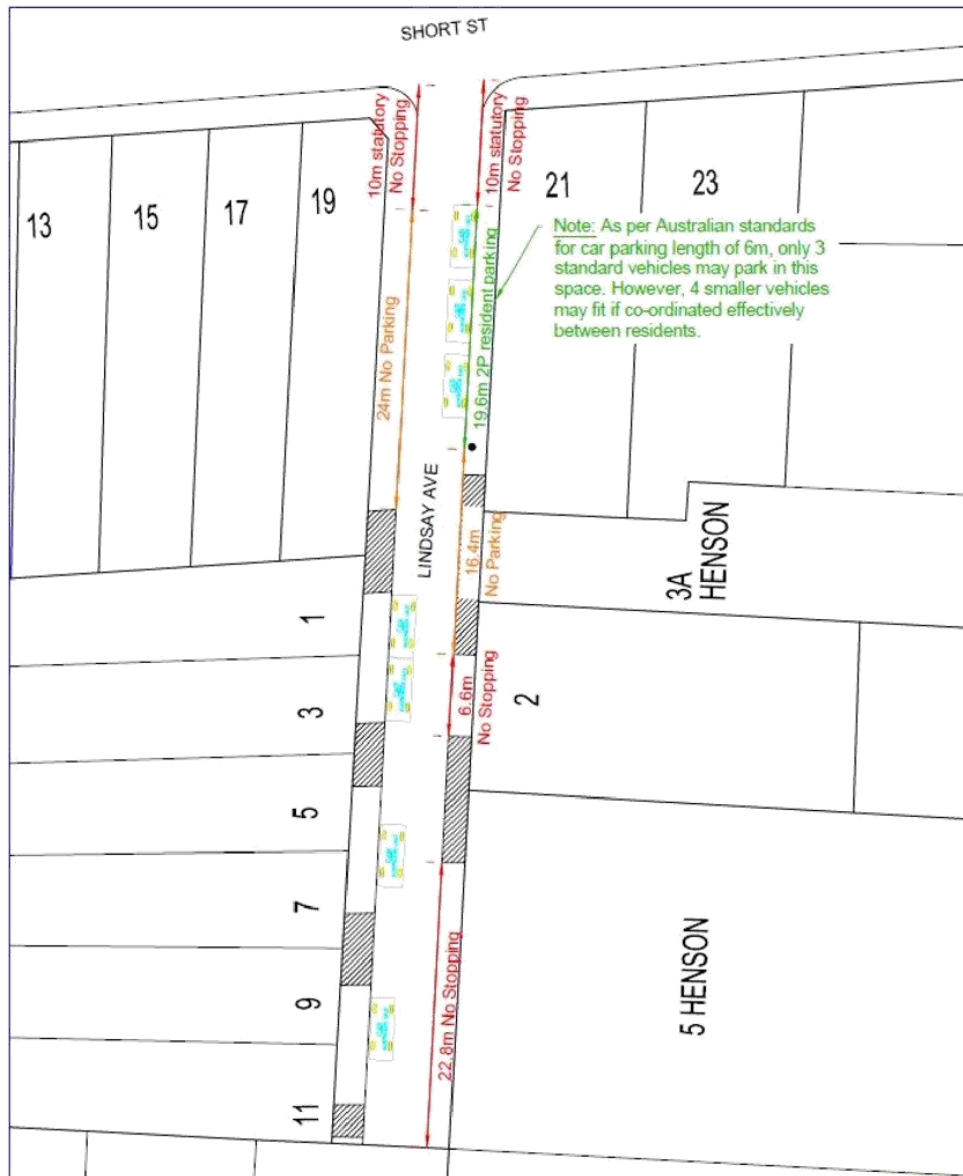 SHORT ST
10m statutory
No Stopping
10m statutory
No Stopping
13
15
17
19
21
23
Note: As per Australian standards
for car parking length of 6m, only 3
standard vehicles may park in this
space. However, 4 smaller vehicles
may fit if co-ordinated effectively
between residents.
24m No Parking
19.6m 2P resident parking
LINDSAY AVE
16.4m
No Parking
3A
HENSON
1
3
6.6m
No Stopping
2
5
7
9
22.8m No Stopping
5 HENSON
11